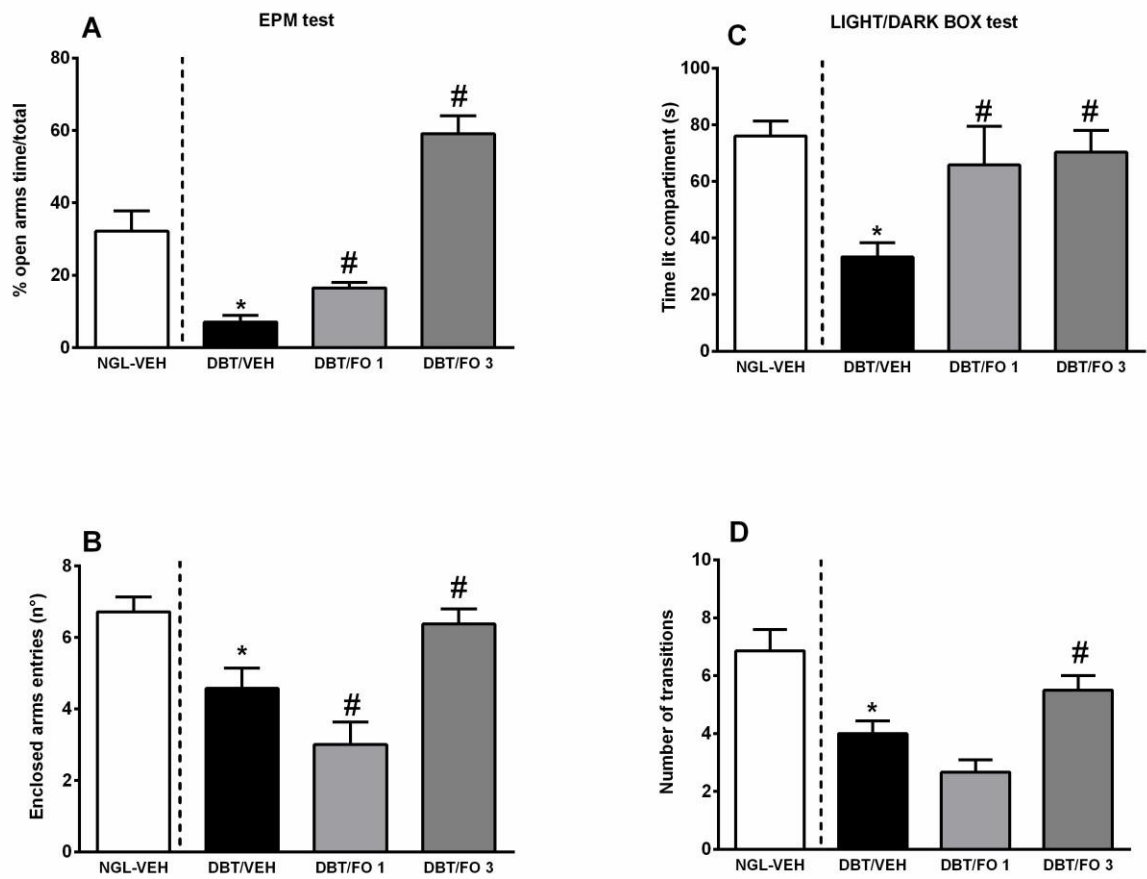 A
EPM test
% open arms time/total
80
60
40
20
0
#
#
*
NGL-VEH DBT/VEH DBT/FO 1 DBT/FO 3
C
LIGHT/DARK BOX test
Time lit compartiment (s)
100
80
60
40
20
0
# #
*
NGL-VEH DBT/VEH DBT/FO 1 DBT/FO 3
B
Enclosed arms entries (n°)
8
6
4
2
0
#
*
#
NGL-VEH DBT/VEH DBT/FO 1 DBT/FO 3
D
Number of transitions
10
8
6
4
2
0
#
*
NGL-VEH DBT/VEH DBT/FO 1 DBT/FO 3